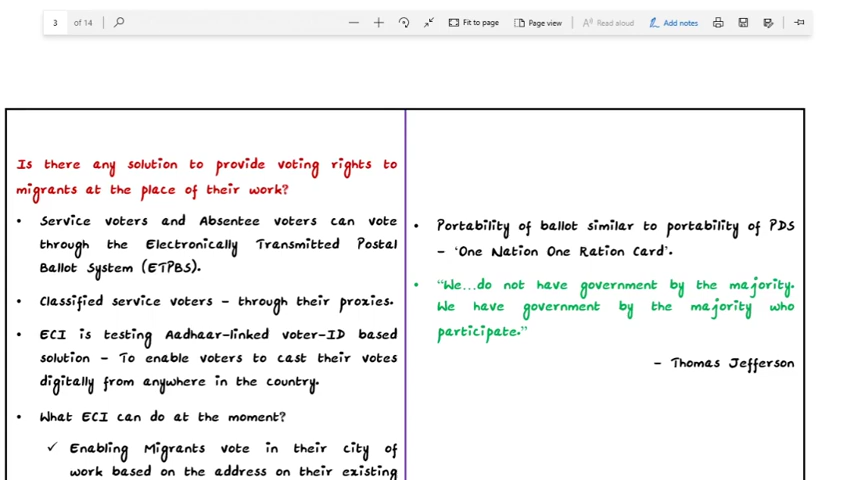 3 of 14 Fit to page Page view Read aloud Add notes
Is there any solution to provide voting rights to
migrants at the place of their work?
• Service voters and Absentee voters can vote
through the Electronically Transmitted Postal
Ballot System (ETPBS).
• Classified service voters – through their proxies.
• ECI is testing Aadhaar-linked voter-ID based
solution – To enable voters to cast their votes
digitally from anywhere in the country.
• What ECI can do at the moment?
✓ Enabling Migrants vote in their city of
work based on the address on their existing
• Portability of ballot similar to portability of PDS
– 'One Nation One Ration Card'.
• "We...do not have government by the majority.
We have government by the majority who
participate."
– Thomas Jefferson